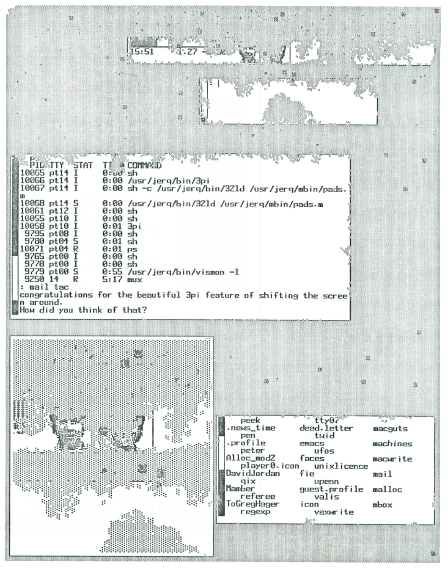 15:51 1.27
PID TTY STAT TI COMMAND
10065 pt14 I 0:00 sh
10066 pt14 I 0:00 /usr/jerq/bin/3pi
10067 pt14 I 0:00 sh -c /usr/jerq/bin/32ld /usr/jerq/mbin/pads.
m
10068 pt14 S 0:00 /usr/jerq/bin/32ld /usr/jerq/mbin/pads.m
10061 pt12 I 0:00 sh
10055 pt10 I 0:00 sh
10058 pt10 I 0:01 3pi
9795 pt08 I 0:00 sh
9780 pt04 S 0:01 sh
10071 pt04 R 0:01 ps
9765 pt00 I 0:00 sh
9778 pt00 I 0:00 sh
9779 pt00 S 0:55 /usr/jerq/bin/vismon -l
9250 14 R 5:17 mux
: mail tac
congratulations for the beautiful 3pi feature of shifting the scree
n around.
How did you think of that?
peek tty07
.news_time dead.letter macguts
pen twid
.profile emacs machines
peter ufos
Alloc_mod2 faces macwrite
player0.icon unixlicence
DavidJordan fie mail
qix upenn
Mamber guest.profile malloc
referee valis
ToGregHager icon mbox
regexp vaxwrite